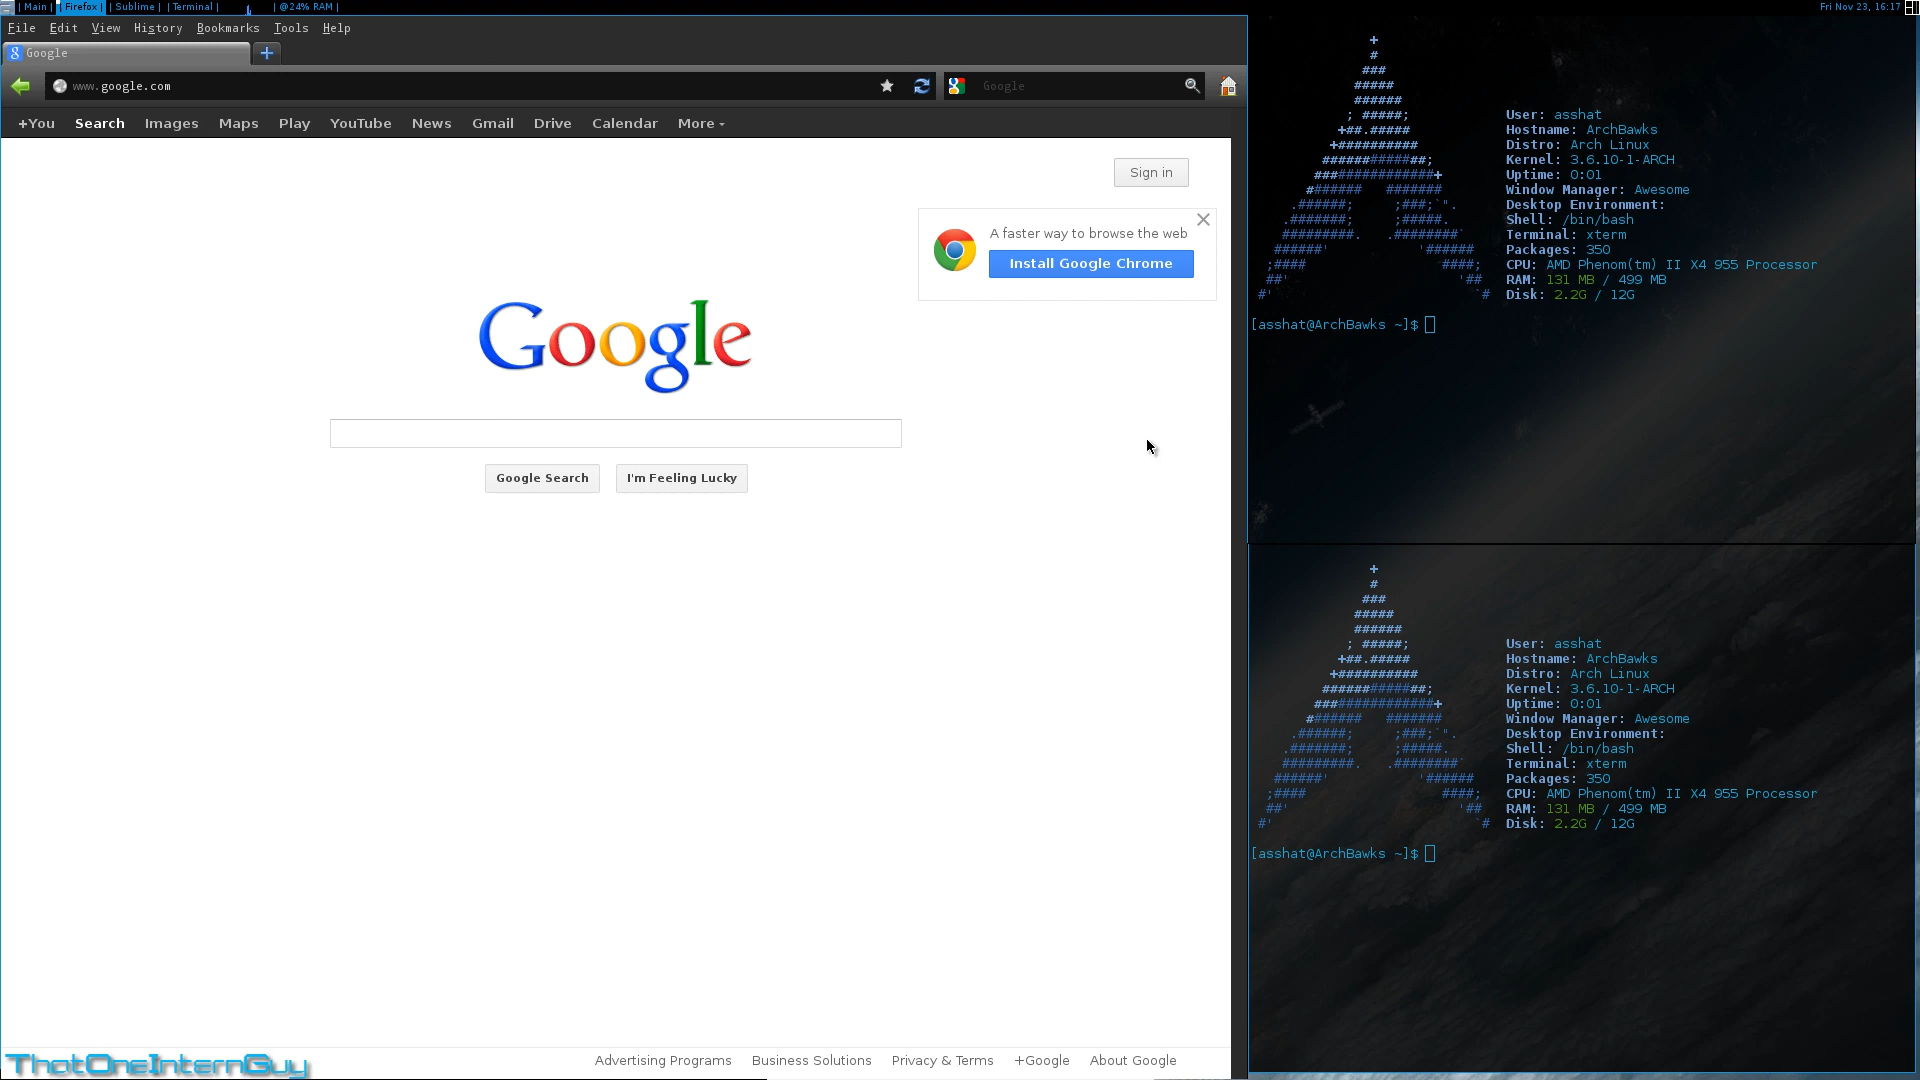 | Main | | Firefox | | Sublime | | Terminal | | @24% RAM | Fri Nov 23, 16:17
File Edit View History Bookmarks Tools Help
Google
www.google.com Google
+You Search Images Maps Play YouTube News Gmail Drive Calendar More
Sign in
A faster way to browse the web
Install Google Chrome
Google
Google Search I'm Feeling Lucky
Advertising Programs Business Solutions Privacy & Terms +Google About Google
ThatOneInternGuy
User: asshat
Hostname: ArchBawks
Distro: Arch Linux
Kernel: 3.6.10-1-ARCH
Uptime: 0:01
Window Manager: Awesome
Desktop Environment:
Shell: /bin/bash
Terminal: xterm
Packages: 350
CPU: AMD Phenom(tm) II X4 955 Processor
RAM: 131 MB / 499 MB
Disk: 2.2G / 12G
[asshat@ArchBawks ~]$
User: asshat
Hostname: ArchBawks
Distro: Arch Linux
Kernel: 3.6.10-1-ARCH
Uptime: 0:01
Window Manager: Awesome
Desktop Environment:
Shell: /bin/bash
Terminal: xterm
Packages: 350
CPU: AMD Phenom(tm) II X4 955 Processor
RAM: 131 MB / 499 MB
Disk: 2.2G / 12G
[asshat@ArchBawks ~]$